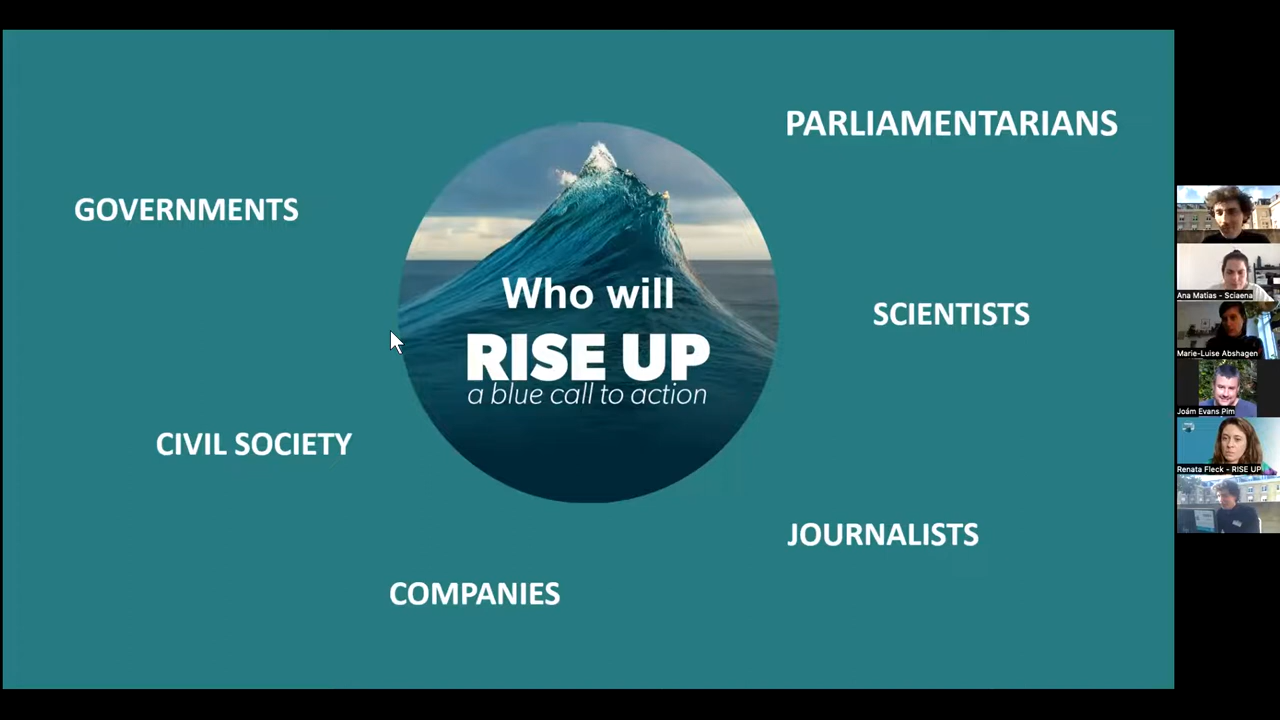 PARLIAMENTARIANS
GOVERNMENTS
Who will
RISE UP
a blue call to action
SCIENTISTS
CIVIL SOCIETY
JOURNALISTS
COMPANIES
Ana Matias - Sciaena
Marie-Luise Abshagen
Joám Evans Pim
Renata Fleck - RISE UP